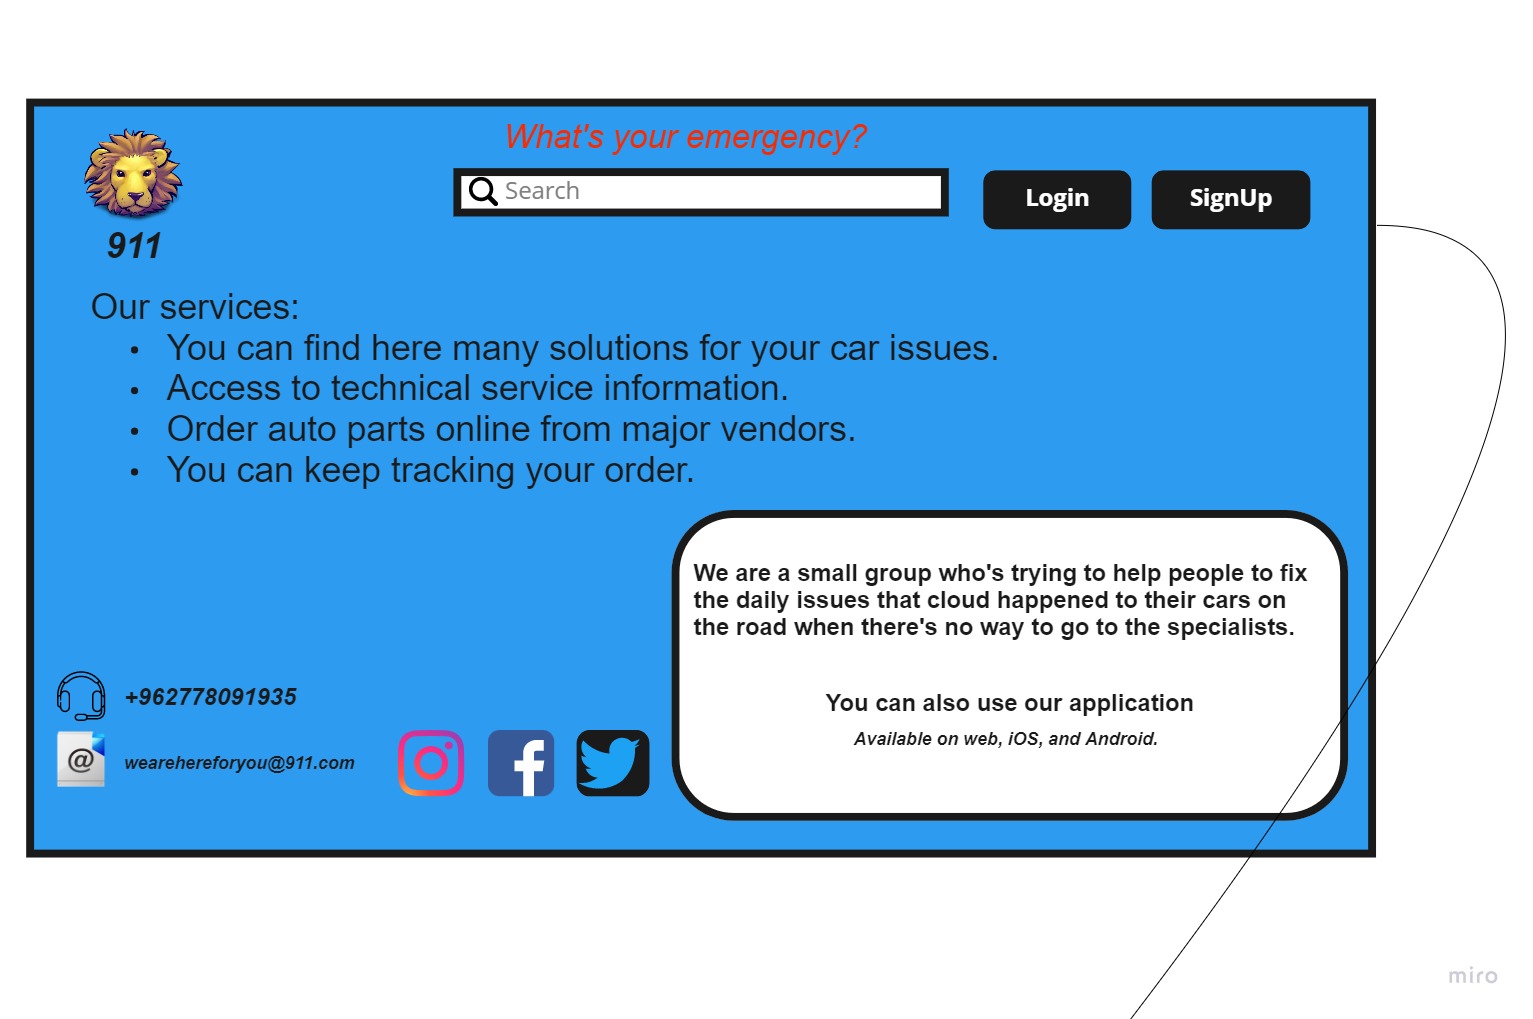 What's your emergency?
Search
Login
SignUp
911
Our services:
• You can find here many solutions for your car issues.
• Access to technical service information.
• Order auto parts online from major vendors.
• You can keep tracking your order.
We are a small group who's trying to help people to fix
the daily issues that cloud happened to their cars on
the road when there's no way to go to the specialists.
You can also use our application
Available on web, iOS, and Android.
+962778091935
@
wearehereforyou@911.com
miro